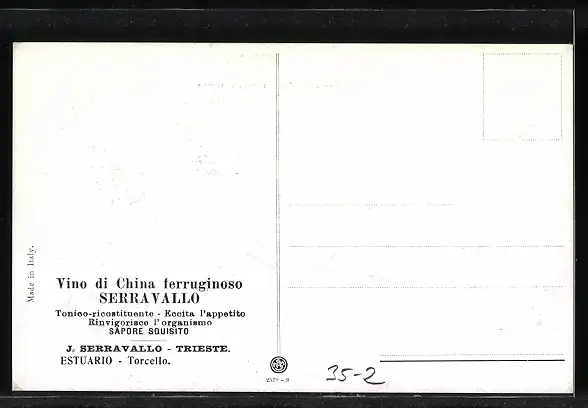 Made in Italy.
Vino di China ferruginoso
SERRAVALLO
Tonico-ricostituente - Eccita l'appetito
Rinvigorisce l'organismo
SAPORE SQUISITO
J. SERRAVALLO - TRIESTE.
ESTUARIO - Torcello.
35-2